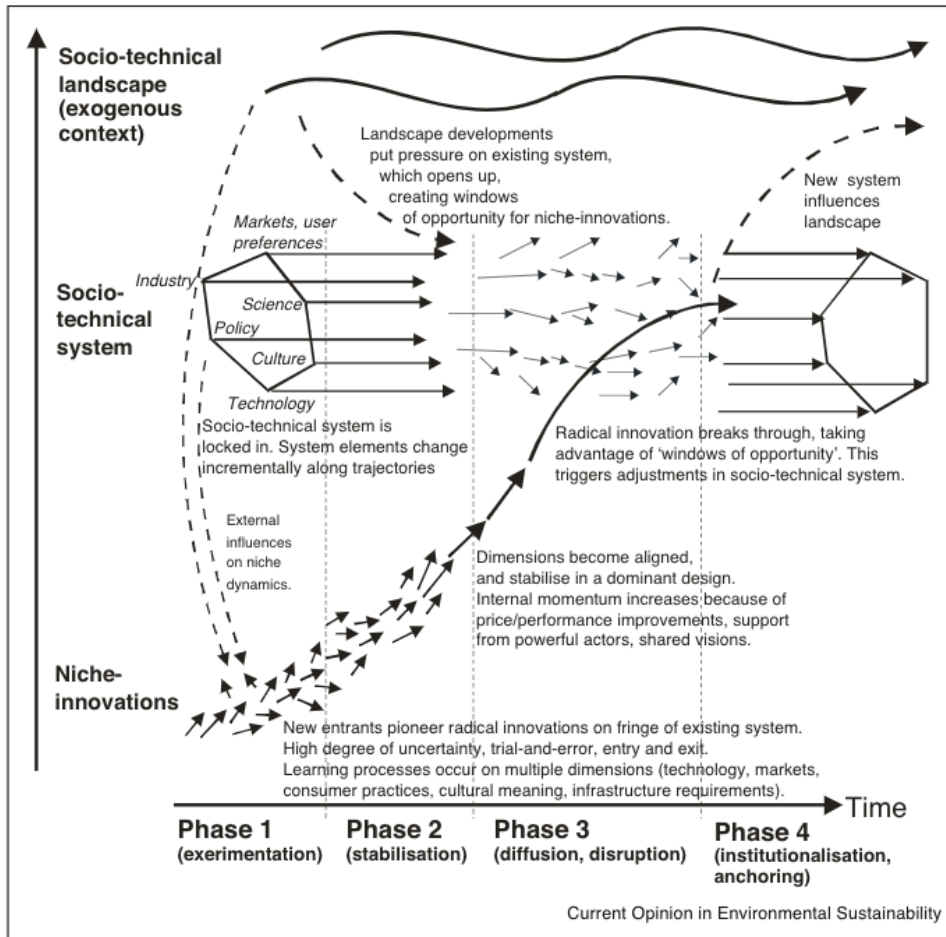 Socio-technical
landscape
(exogenous
context)
Landscape developments
put pressure on existing system,
which opens up,
creating windows
of opportunity for niche-innovations.
New system
influences
landscape
Markets, user
preferences
Industry
Science
Policy
Culture
Technology
Socio-
technical
system
Socio-technical system is
locked in. System elements change
incrementally along trajectories
Radical innovation breaks through, taking
advantage of ‘windows of opportunity’. This
triggers adjustments in socio-technical system.
External
influences
on niche
dynamics.
Dimensions become aligned,
and stabilise in a dominant design.
Internal momentum increases because of
price/performance improvements, support
from powerful actors, shared visions.
Niche-
innovations
New entrants pioneer radical innovations on fringe of existing system.
High degree of uncertainty, trial-and-error, entry and exit.
Learning processes occur on multiple dimensions (technology, markets,
consumer practices, cultural meaning, infrastructure requirements).
Time
Phase 1
(exerimentation)
Phase 2
(stabilisation)
Phase 3
(diffusion, disruption)
Phase 4
(institutionalisation,
anchoring)
Current Opinion in Environmental Sustainability